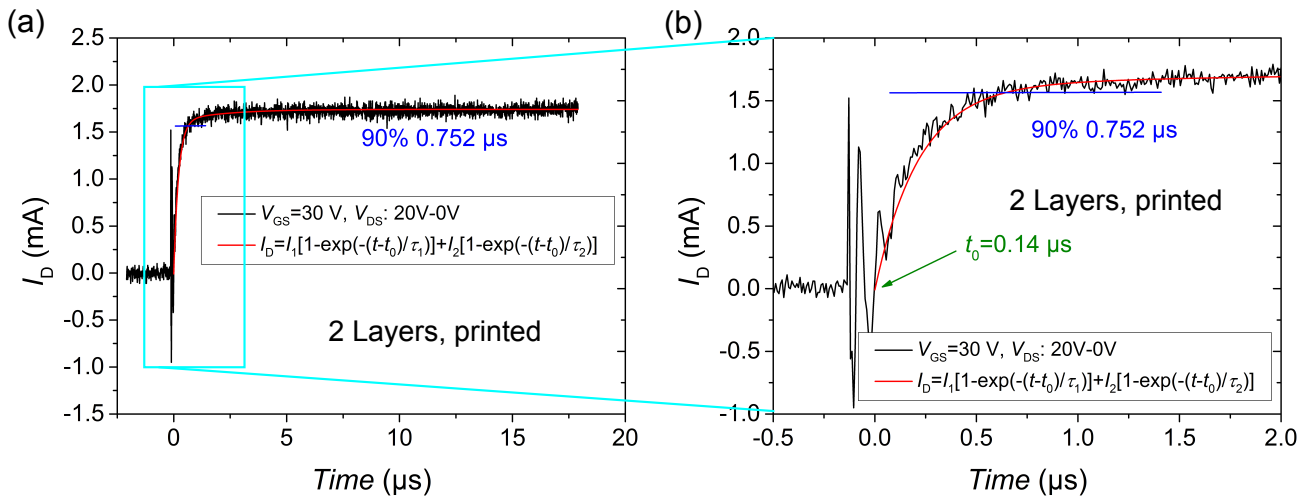 (a)
2.5
2.0
1.5
1.0
0.5
0.0
-0.5
-1.0
-1.5
I_D (mA)
90% 0.752 µs
V_GS=30 V, V_DS: 20V-0V
I_D=I_1[1-exp(-(t-t_0)/τ_1)]+I_2[1-exp(-(t-t_0)/τ_2)]
2 Layers, printed
0 5 10 15 20
Time (µs)
(b)
2.0
1.5
1.0
0.5
0.0
-0.5
-1.0
I_D (mA)
90% 0.752 µs
2 Layers, printed
t_0=0.14 µs
V_GS=30 V, V_DS: 20V-0V
I_D=I_1[1-exp(-(t-t_0)/τ_1)]+I_2[1-exp(-(t-t_0)/τ_2)]
-0.5 0.0 0.5 1.0 1.5 2.0
Time (µs)